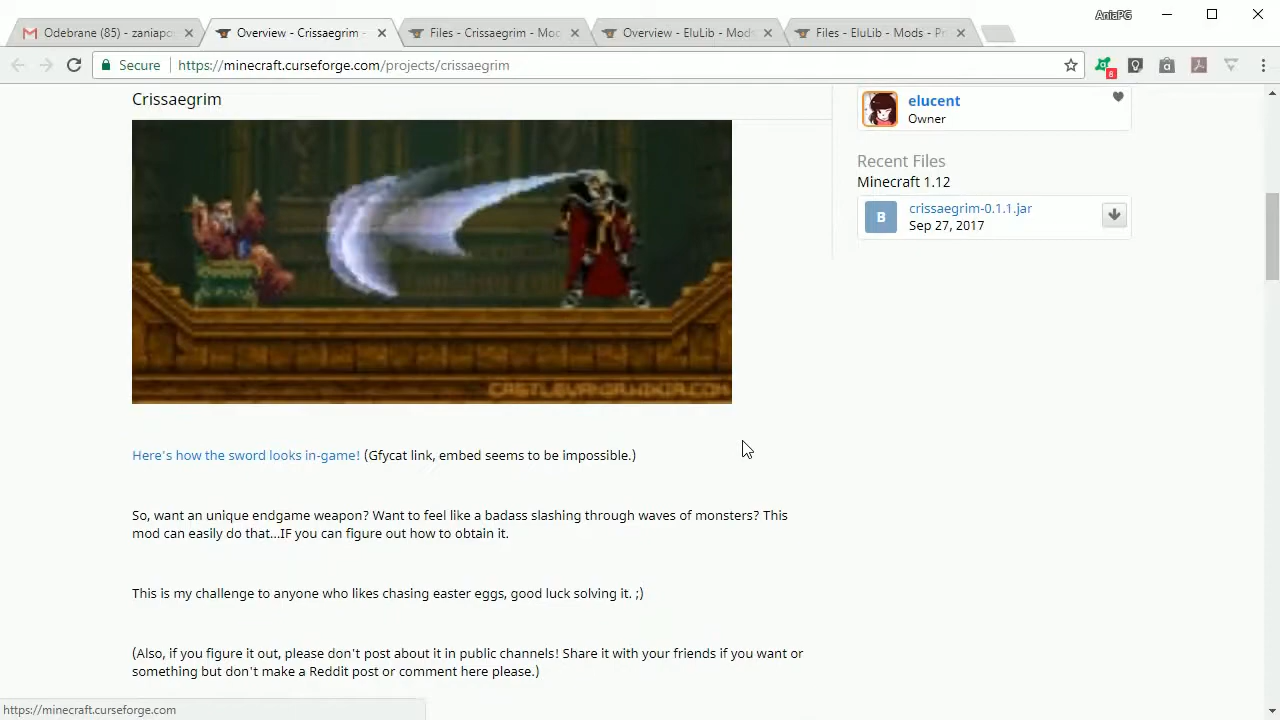 AniaPG
Odebrane (85) - zaniapo
Overview - Crissaegrim -
Files - Crissaegrim - Moc
Overview - EluLib - Mods
Files - EluLib - Mods - Pr
Secure
https://minecraft.curseforge.com/projects/crissaegrim
6
Crissaegrim
elucent
Owner
Recent Files
Minecraft 1.12
B
crissaegrim-0.1.1.jar
Sep 27, 2017
CASTLEVANIA.WIKIA.COM
Here's how the sword looks in-game! (Gfycat link, embed seems to be impossible.)
So, want an unique endgame weapon? Want to feel like a badass slashing through waves of monsters? This
mod can easily do that...IF you can figure out how to obtain it.
This is my challenge to anyone who likes chasing easter eggs, good luck solving it. ;)
(Also, if you figure it out, please don't post about it in public channels! Share it with your friends if you want or
something but don't make a Reddit post or comment here please.)
https://minecraft.curseforge.com